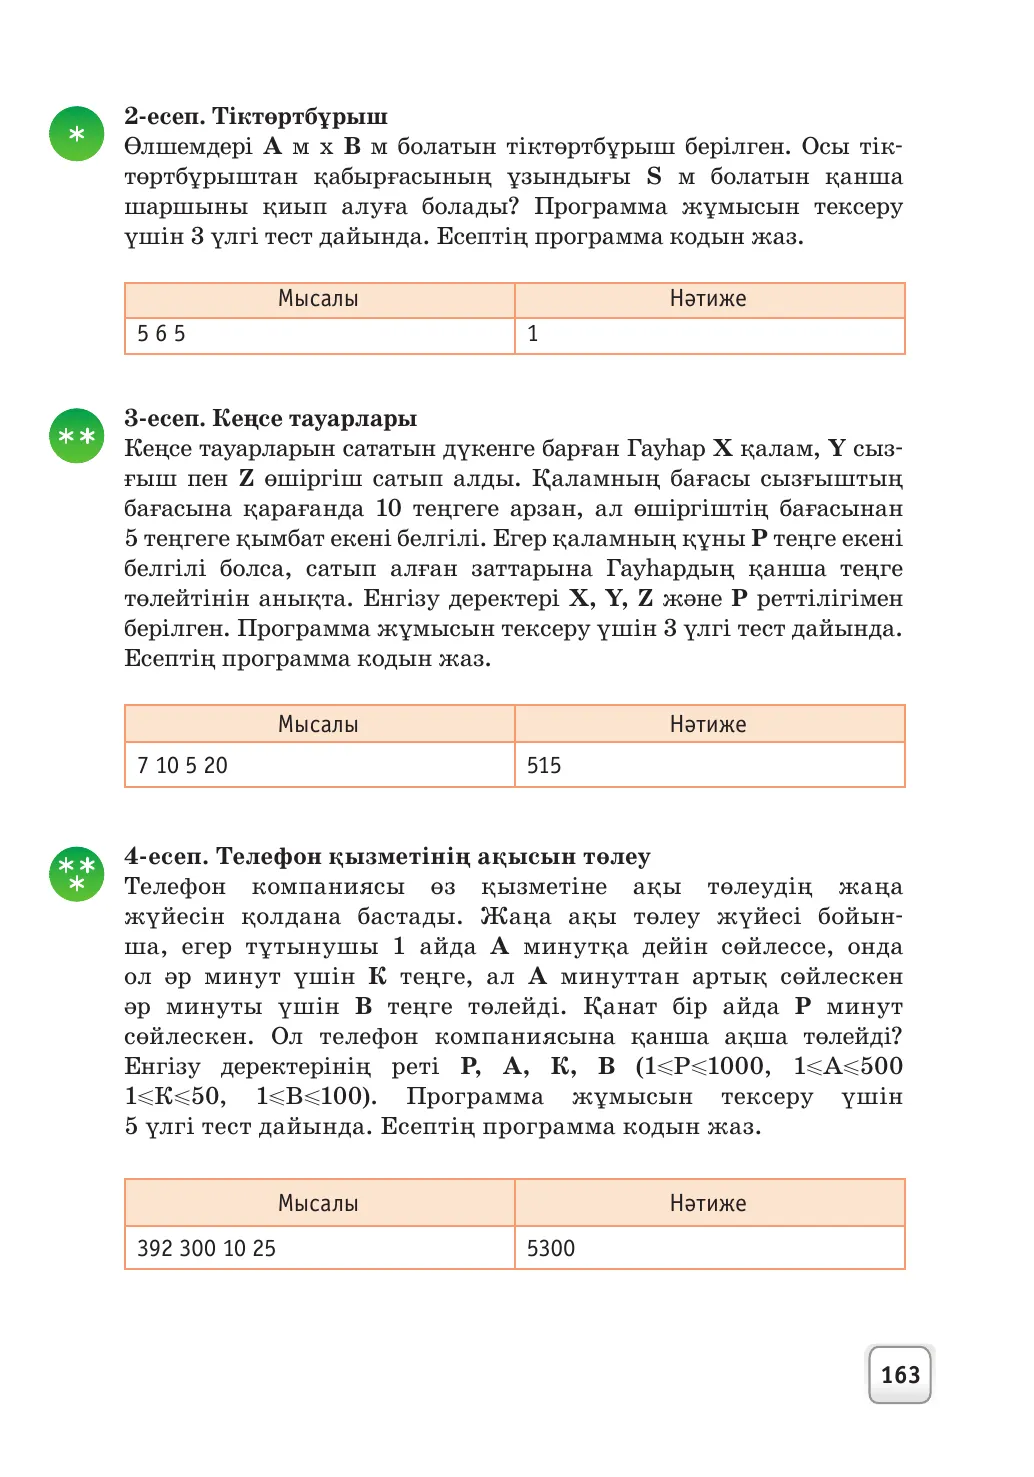 2-есеп. Тіктөртбұрыш
Өлшемдері А м х В м болатын тіктөртбұрыш берілген. Осы тік-
төртбұрыштан қабырғасының ұзындығы S м болатын қанша
шаршыны қиып алуға болады? Программа жұмысын тексеру
үшін 3 үлгі тест дайында. Есептің программа кодын жаз.
Мысалы Нәтиже
5 6 5 1
3-есеп. Кеңсе тауарлары
Кеңсе тауарларын сататын дүкенге барған Гауһар X қалам, Y сыз-
ғыш пен Z өшіргіш сатып алды. Қаламның бағасы сызғыштың
бағасына қарағанда 10 теңгеге арзан, ал өшіргіштің бағасынан
5 теңгеге қымбат екені белгілі. Егер қаламның құны Р теңге екені
белгілі болса, сатып алған заттарына Гауһардың қанша теңге
төлейтінін анықта. Енгізу деректері X, Y, Z және Р реттілігімен
берілген. Программа жұмысын тексеру үшін 3 үлгі тест дайында.
Есептің программа кодын жаз.
Мысалы Нәтиже
7 10 5 20 515
4-есеп. Телефон қызметінің ақысын төлеу
Телефон компаниясы өз қызметіне ақы төлеудің жаңа
жүйесін қолдана бастады. Жаңа ақы төлеу жүйесі бойын-
ша, егер тұтынушы 1 айда А минутқа дейін сөйлессе, онда
ол әр минут үшін К теңге, ал А минуттан артық сөйлескен
әр минуты үшін В теңге төлейді. Қанат бір айда Р минут
сөйлескен. Ол телефон компаниясына қанша ақша төлейді?
Енгізу деректерінің реті Р, А, К, В (1⩽Р⩽1000, 1⩽А⩽500
1⩽К⩽50, 1⩽В⩽100). Программа жұмысын тексеру үшін
5 үлгі тест дайында. Есептің программа кодын жаз.
Мысалы Нәтиже
392 300 10 25 5300
163